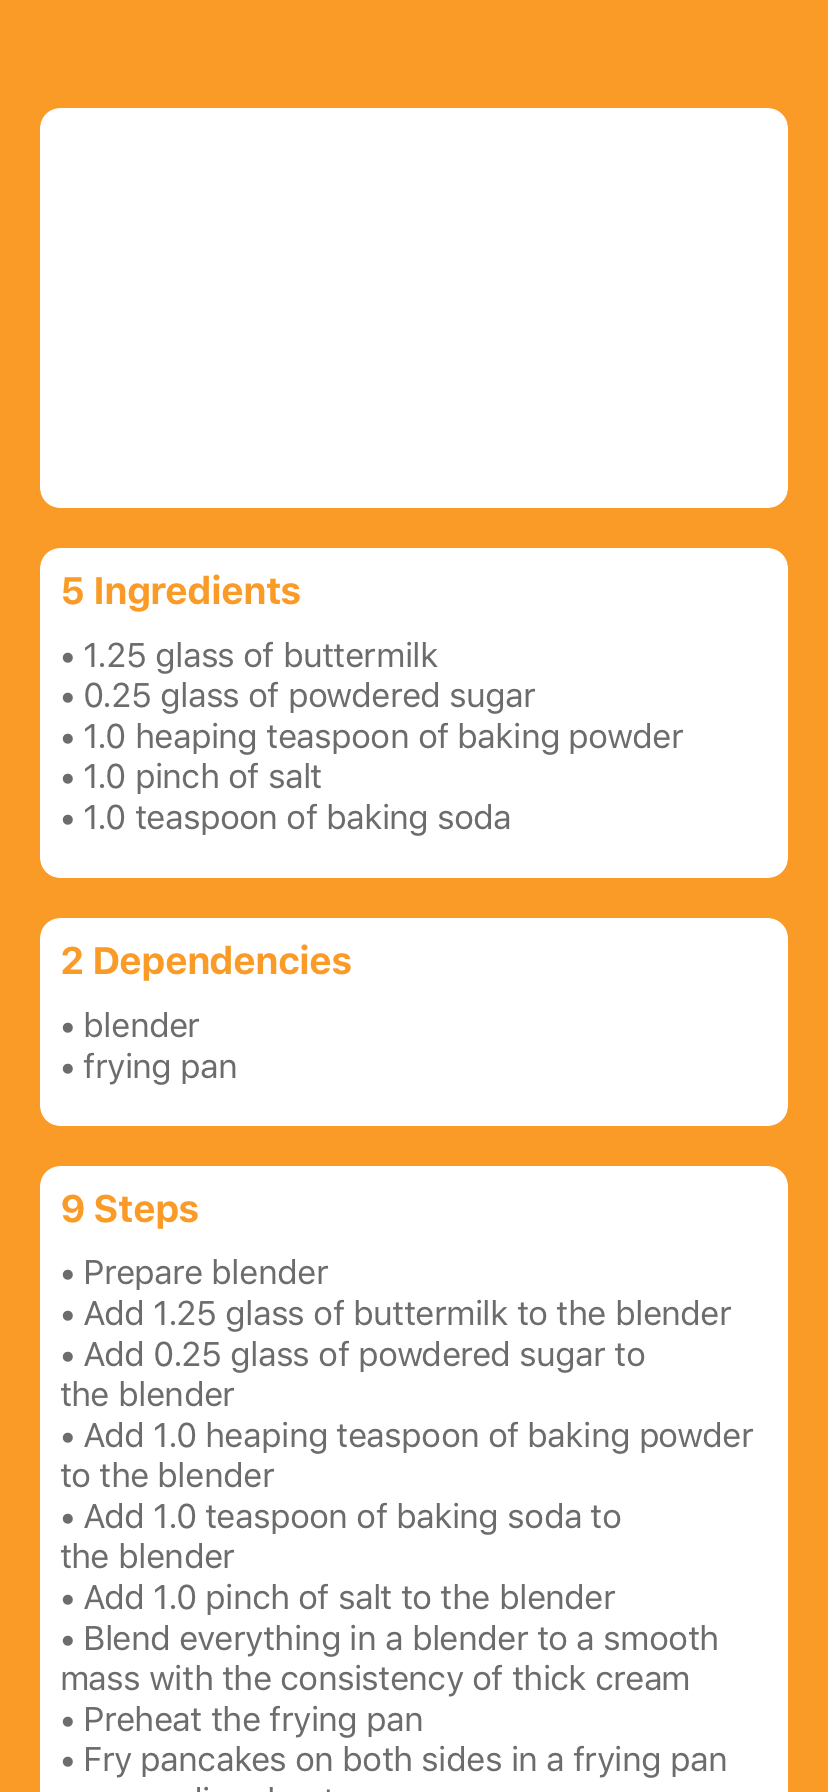 5 Ingredients
• 1.25 glass of buttermilk
• 0.25 glass of powdered sugar
• 1.0 heaping teaspoon of baking powder
• 1.0 pinch of salt
• 1.0 teaspoon of baking soda
2 Dependencies
• blender
• frying pan
9 Steps
• Prepare blender
• Add 1.25 glass of buttermilk to the blender
• Add 0.25 glass of powdered sugar to
the blender
• Add 1.0 heaping teaspoon of baking powder
to the blender
• Add 1.0 teaspoon of baking soda to
the blender
• Add 1.0 pinch of salt to the blender
• Blend everything in a blender to a smooth
mass with the consistency of thick cream
• Preheat the frying pan
• Fry pancakes on both sides in a frying pan